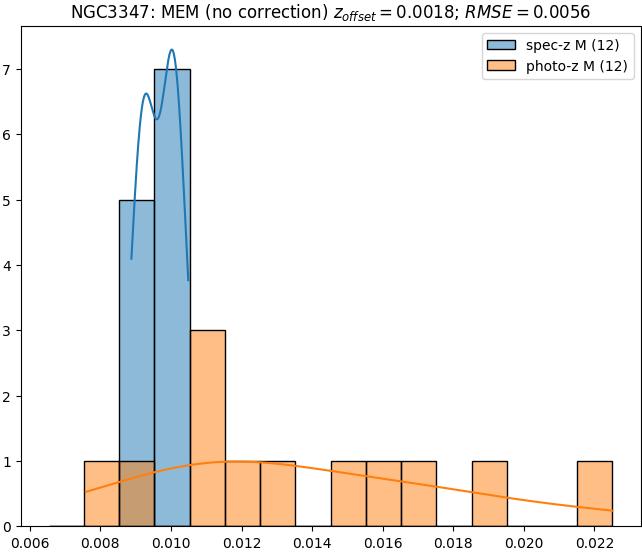 NGC3347: MEM (no correction) z_offset = 0.0018; RMSE = 0.0056
spec-z M (12)
photo-z M (12)
7
6
5
4
3
2
1
0
0.006 0.008 0.010 0.012 0.014 0.016 0.018 0.020 0.022